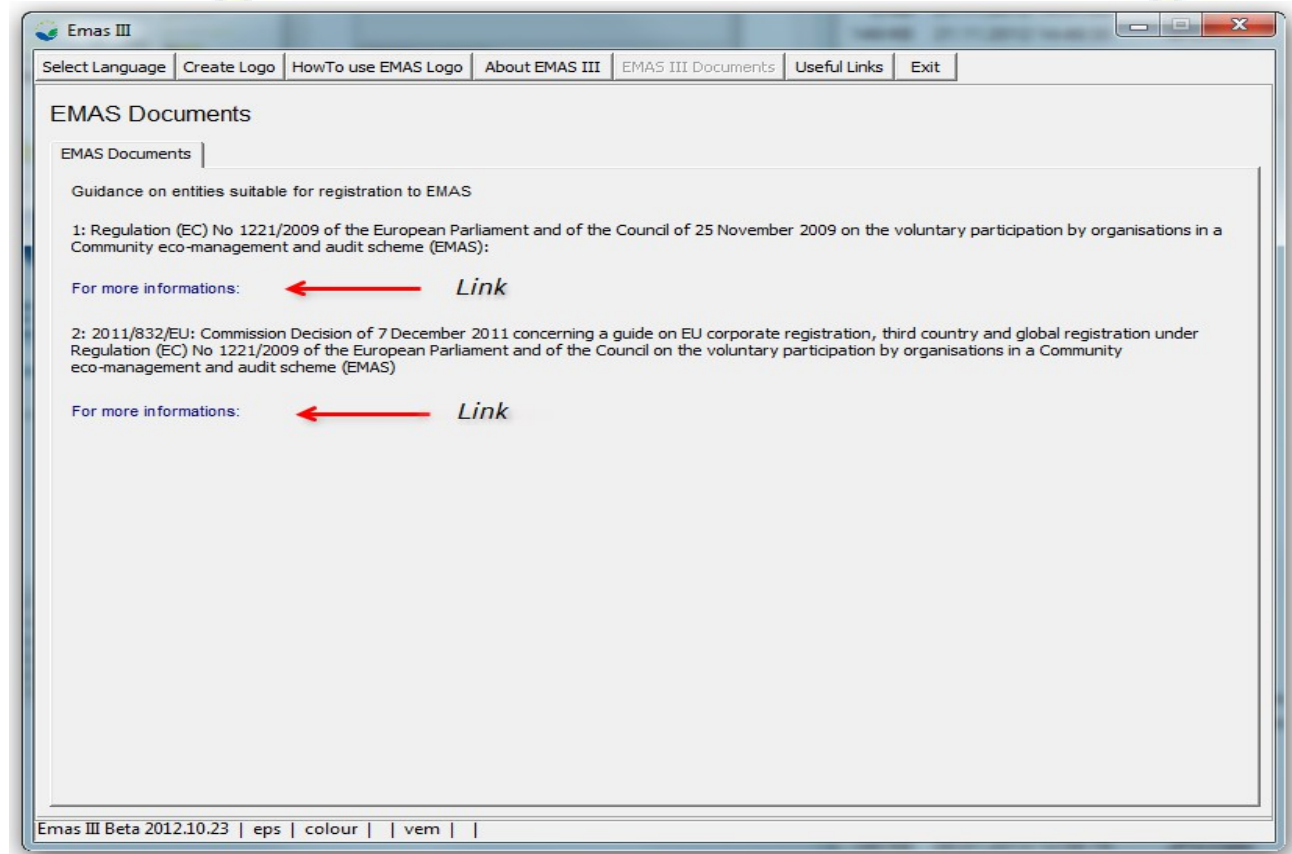 Emas III
Select Language
Create Logo
HowTo use EMAS Logo
About EMAS III
EMAS III Documents
Useful Links
Exit
EMAS Documents
EMAS Documents
Guidance on entities suitable for registration to EMAS
1: Regulation (EC) No 1221/2009 of the European Parliament and of the Council of 25 November 2009 on the voluntary participation by organisations in a
Community eco-management and audit scheme (EMAS):
For more informations:
Link
2: 2011/832/EU: Commission Decision of 7 December 2011 concerning a guide on EU corporate registration, third country and global registration under
Regulation (EC) No 1221/2009 of the European Parliament and of the Council on the voluntary participation by organisations in a Community
eco-management and audit scheme (EMAS)
For more informations:
Link
Emas III Beta 2012.10.23 | eps | colour | | vem | |